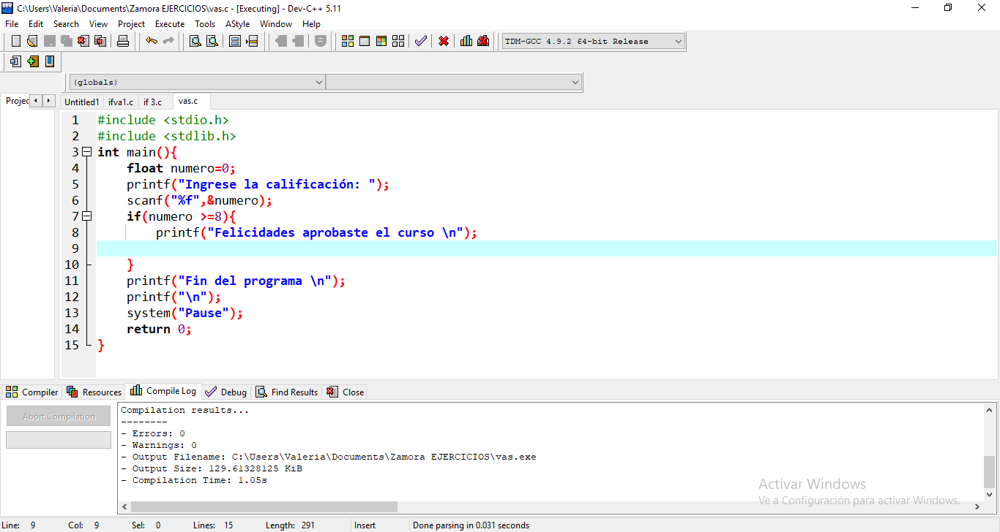 C:\Users\Valeria\Documents\Zamora EJERCICIOS\vas.c - [Executing] - Dev-C++ 5.11
File Edit Search View Project Execute Tools AStyle Window Help
TDM-GCC 4.9.2 64-bit Release
(globals)
Projec
Untitled1 ifva1.c if 3.c vas.c
1 #include <stdio.h>
2 #include <stdlib.h>
3 int main(){
4 float numero=0;
5 printf("Ingrese la calificación: ");
6 scanf("%f",&numero);
7 if(numero >=8){
8 printf("Felicidades aprobaste el curso \n");
9
10 }
11 printf("Fin del programa \n");
12 printf("\n");
13 system("Pause");
14 return 0;
15 }
Compiler Resources Compile Log Debug Find Results Close
Abort Compilation
Compilation results...
--------
- Errors: 0
- Warnings: 0
- Output Filename: C:\Users\Valeria\Documents\Zamora EJERCICIOS\vas.exe
- Output Size: 129.61328125 KiB
- Compilation Time: 1.05s
Activar Windows
Ve a Configuración para activar Windows.
Line: 9 Col: 9 Sel: 0 Lines: 15 Length: 291 Insert Done parsing in 0.031 seconds